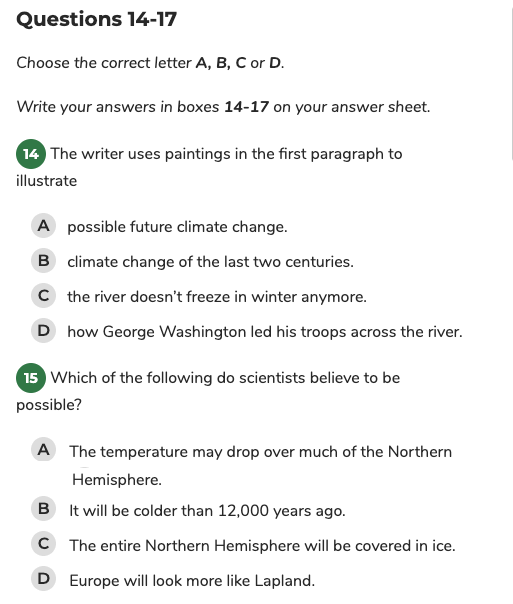 Questions 14-17
Choose the correct letter A, B, C or D.
Write your answers in boxes 14-17 on your answer sheet.
14 The writer uses paintings in the first paragraph to
illustrate
A possible future climate change.
B climate change of the last two centuries.
C the river doesn't freeze in winter anymore.
D how George Washington led his troops across the river.
15 Which of the following do scientists believe to be
possible?
A The temperature may drop over much of the Northern
Hemisphere.
B It will be colder than 12,000 years ago.
C The entire Northern Hemisphere will be covered in ice.
D Europe will look more like Lapland.